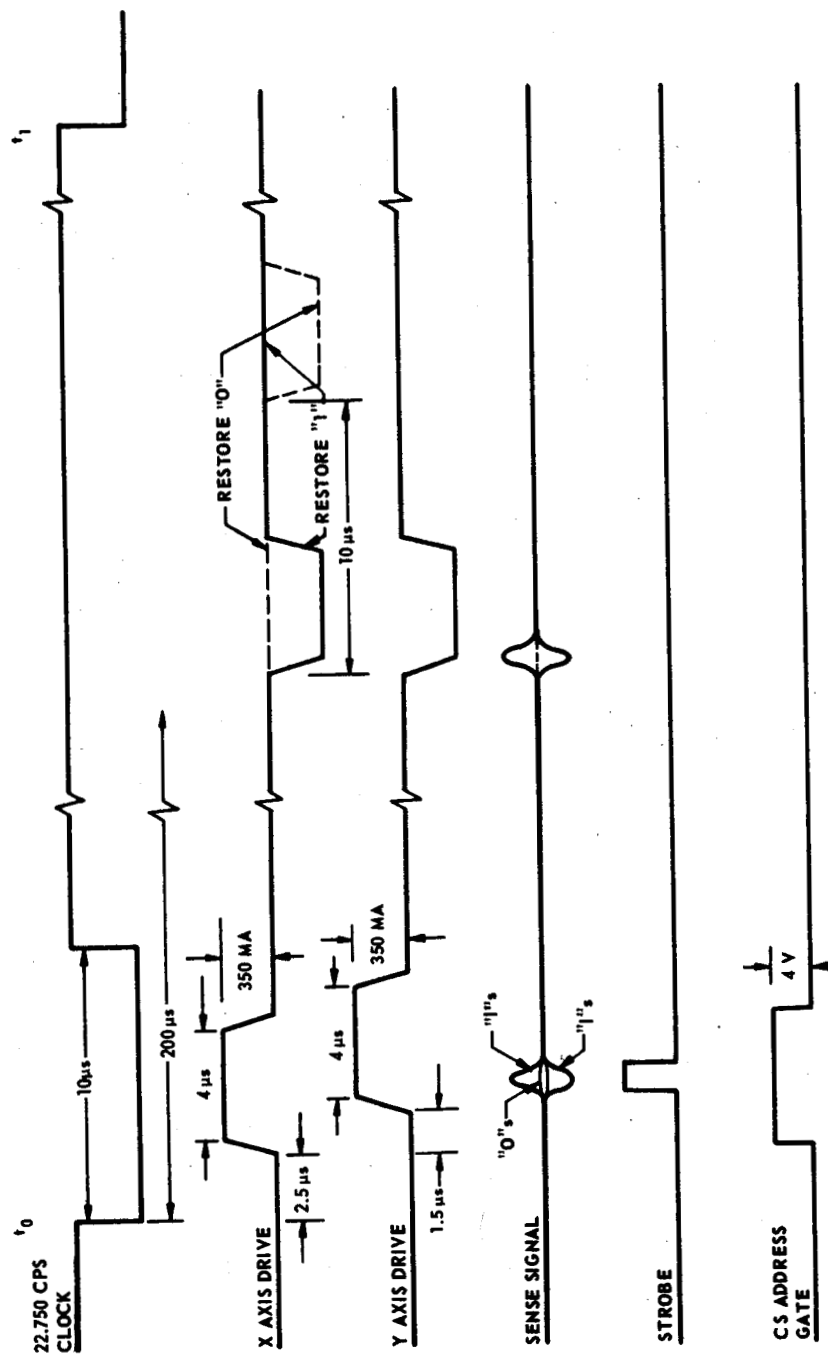 t0
t1
22.750 CPS
CLOCK
10μs
200μs
X AXIS DRIVE
2.5 μs
4 μs
350 MA
RESTORE "0"
RESTORE "1"
10 μs
Y AXIS DRIVE
1.5 μs
4 μs
350 MA
SENSE SIGNAL
"0"s
"1"s
"1"s
STROBE
CS ADDRESS
GATE
4 V